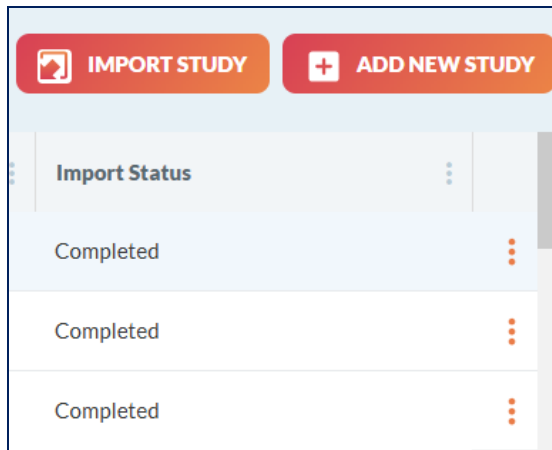 IMPORT STUDY
ADD NEW STUDY
Import Status
Completed
Completed
Completed